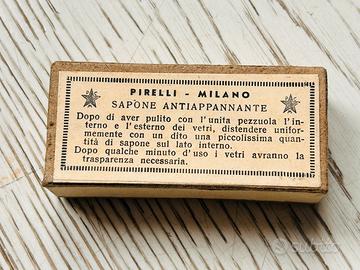 PIRELLI - MILANO
SAPONE ANTIAPPANNANTE
Dopo di aver pulito con l'unita pezzuola l'in-
terno e l'esterno dei vetri, distendere unifor-
memente con un dito una piccolissima quan-
tità di sapone sul lato interno.
Dopo qualche minuto d'uso i vetri avranno la
trasparenza necessaria.
subito